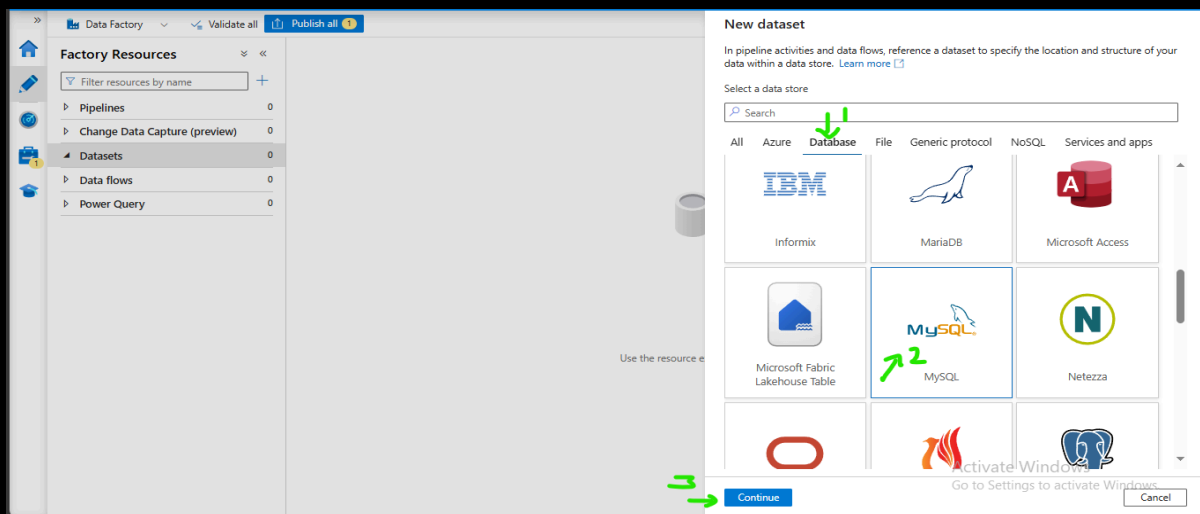 Data Factory
Validate all
Publish all 1
Factory Resources
Filter resources by name
Pipelines 0
Change Data Capture (preview) 0
Datasets 0
Data flows 0
Power Query 0
1
Use the resource e
New dataset
In pipeline activities and data flows, reference a dataset to specify the location and structure of your
data within a data store. Learn more
Select a data store
Search
1
All Azure Database File Generic protocol NoSQL Services and apps
IBM
A
Informix MariaDB Microsoft Access
MySQL
N
2
Microsoft Fabric
Lakehouse Table
MySQL
Netezza
Activate Windows
Go to Settings to activate Windows.
3
Continue
Cancel